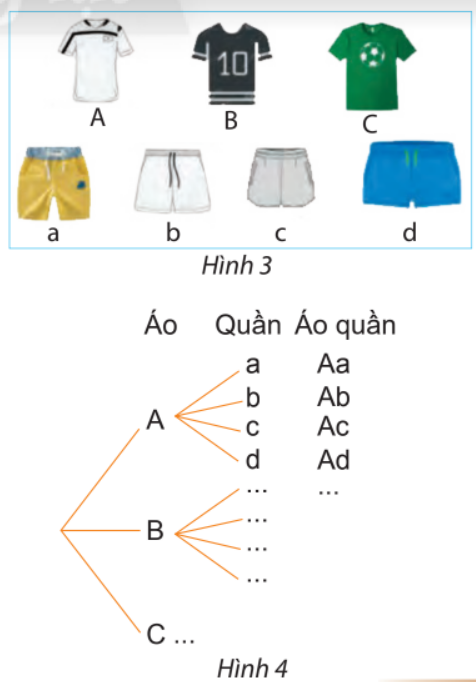 10
A B C
a b c d
Hình 3
Áo Quần Áo quần
a Aa
b Ab
A c Ac
d Ad
... ...
...
B
...
...
C ...
Hình 4